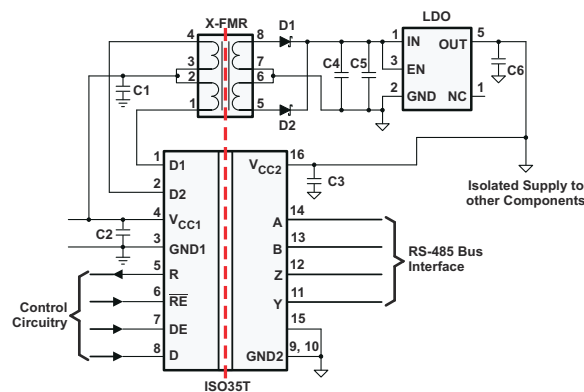 X-FMR
D1
LDO
4
8
1
IN
OUT
5
3
7
C4
C5
3
EN
C6
2
6
C1
2
GND
NC
1
1
5
D2
1
D1
16
VCC2
C3
2
D2
Isolated Supply to
other Components
4
VCC1
14
A
C2
3
GND1
13
B
RS-485 Bus
Interface
5
R
12
Z
Control
Circuitry
6
RE
11
Y
7
DE
15
8
D
9, 10
GND2
ISO35T